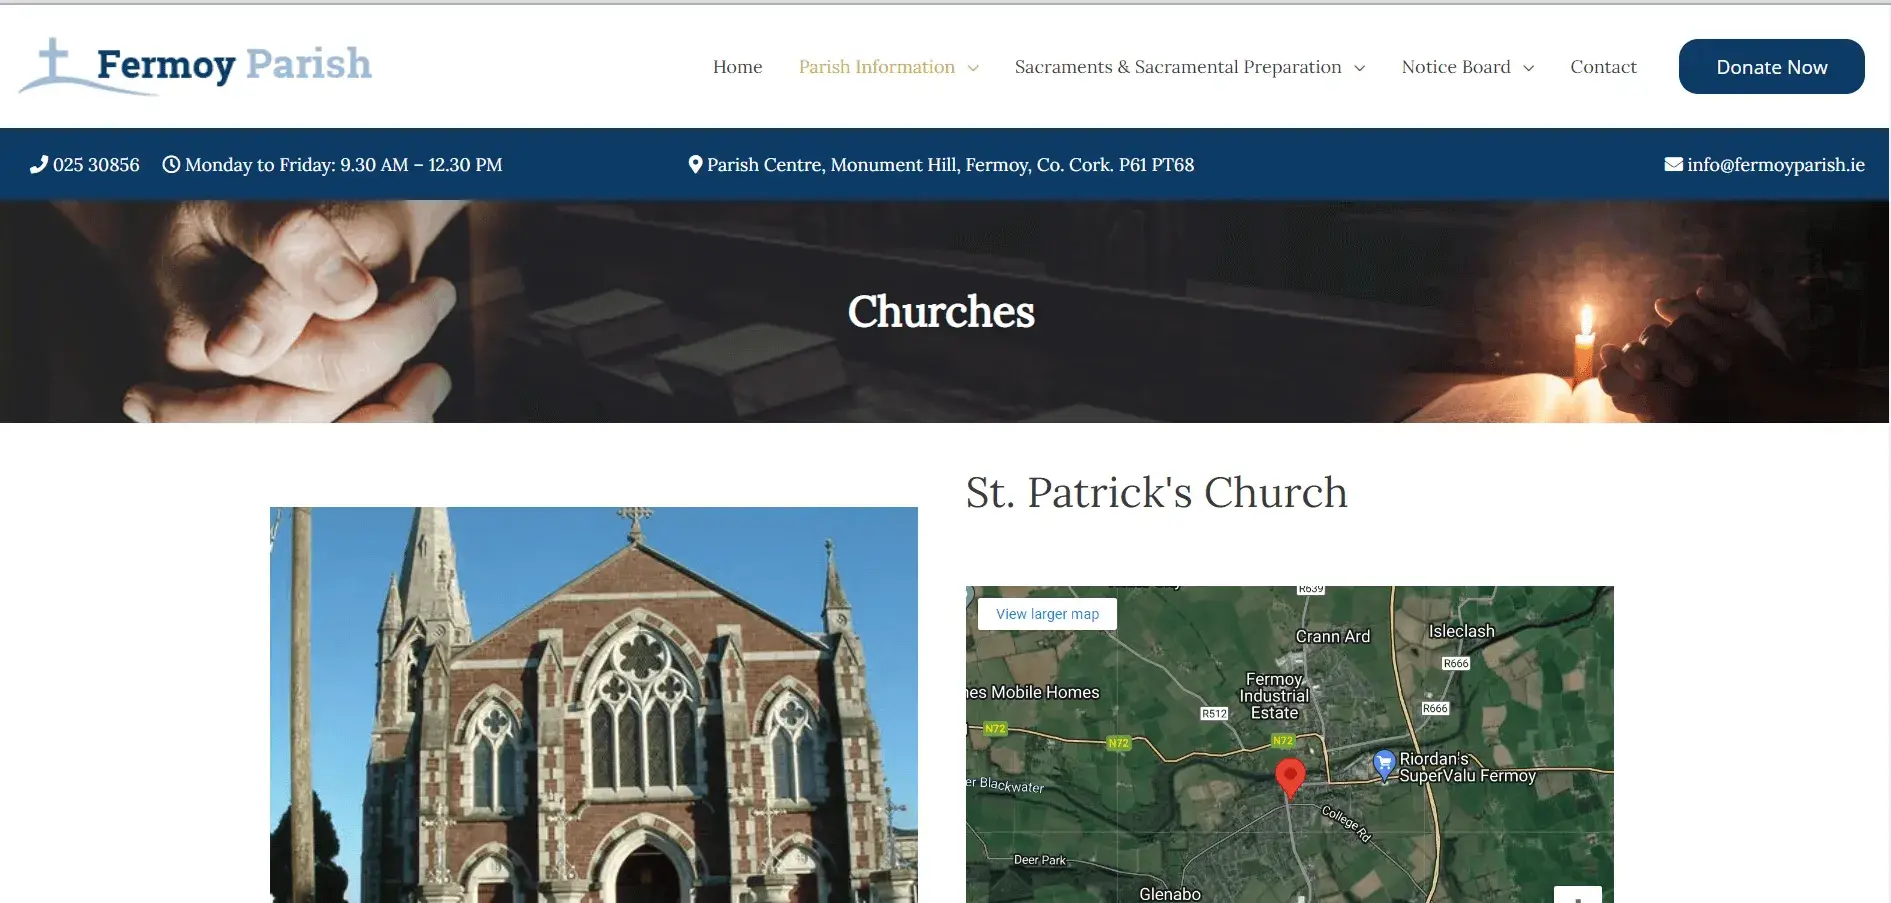 Fermoy Parish
Home
Parish Information
Sacraments & Sacramental Preparation
Notice Board
Contact
Donate Now
025 30856
Monday to Friday: 9.30 AM – 12.30 PM
Parish Centre, Monument Hill, Fermoy, Co. Cork. P61 PT68
info@fermoyparish.ie
Churches
St. Patrick's Church
View larger map
R639
Crann Ard
Isleclash
R666
Fermoy
Industrial
Estate
Mobile Homes
R512
R666
N72
N72
N72
Riordan's
SuperValu Fermoy
Blackwater
College Rd
Deer Park
Glenabo